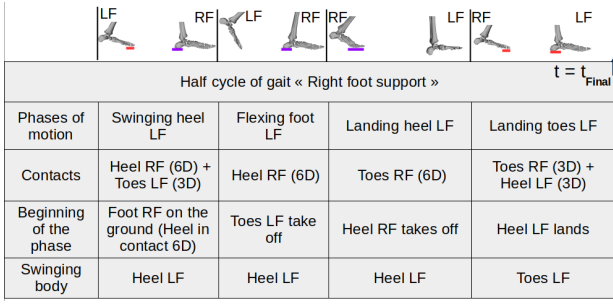 LF RF LF RF RF LF RF LF
t = tFinal
Half cycle of gait « Right foot support »
Phases of motion
Swinging heel LF
Flexing foot LF
Landing heel LF
Landing toes LF
Contacts
Heel RF (6D) +
Toes LF (3D)
Heel RF (6D)
Toes RF (6D)
Toes RF (3D) +
Heel LF (3D)
Beginning
of the
phase
Foot RF on the
ground (Heel in
contact 6D)
Toes LF take
off
Heel RF takes off
Heel LF lands
Swinging
body
Heel LF
Heel LF
Heel LF
Toes LF